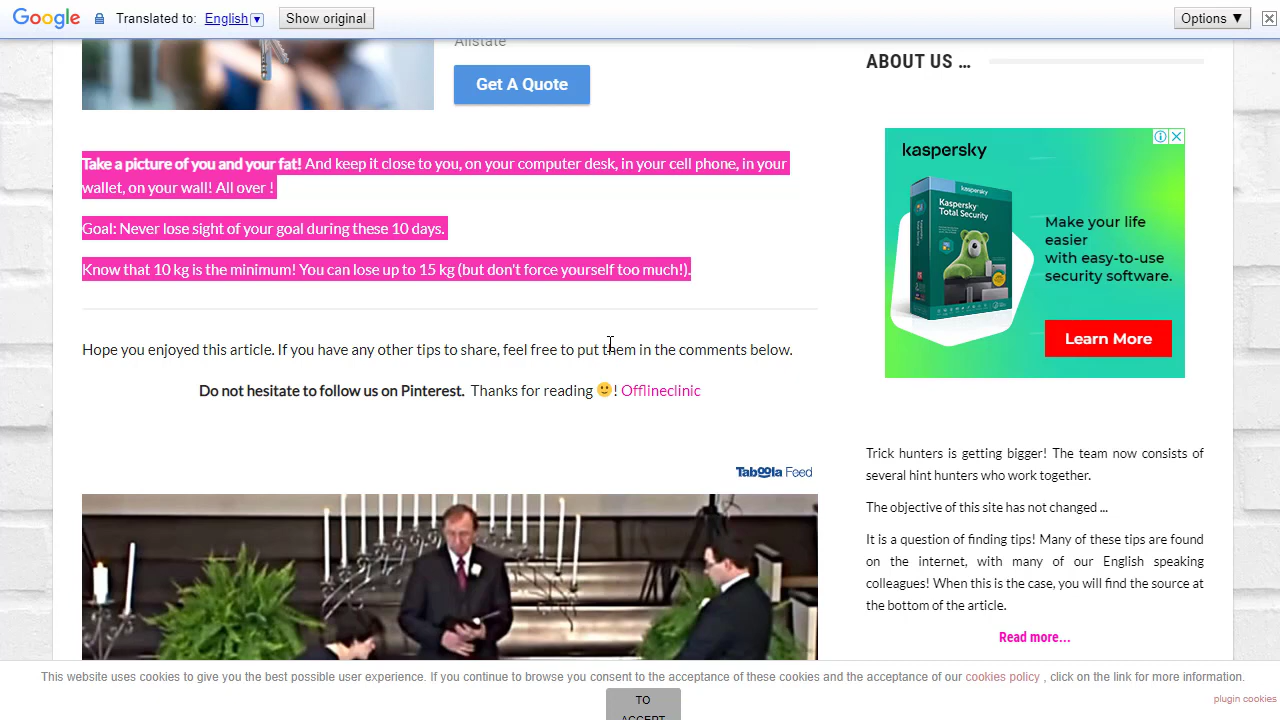 Google Translated to: English ▼ Show original Options ▼
Allstate
Get A Quote
Take a picture of you and your fat! And keep it close to you, on your computer desk, in your cell phone, in your
wallet, on your wall! All over !
Goal: Never lose sight of your goal during these 10 days.
Know that 10 kg is the minimum! You can lose up to 15 kg (but don't force yourself too much!).
Hope you enjoyed this article. If you have any other tips to share, feel free to put them in the comments below.
Do not hesitate to follow us on Pinterest. Thanks for reading 🙂! Offlineclinic
Taboola Feed
ABOUT US ...
kaspersky
kaspersky
Kaspersky
Total Security
Make your life
easier
with easy-to-use
security software.
Learn More
Trick hunters is getting bigger! The team now consists of
several hint hunters who work together.
The objective of this site has not changed ...
It is a question of finding tips! Many of these tips are found
on the internet, with many of our English speaking
colleagues! When this is the case, you will find the source at
the bottom of the article.
Read more...
This website uses cookies to give you the best possible user experience. If you continue to browse you consent to the acceptance of these cookies and the acceptance of our cookies policy , click on the link for more information.
TO
ACCEPT
plugin cookies